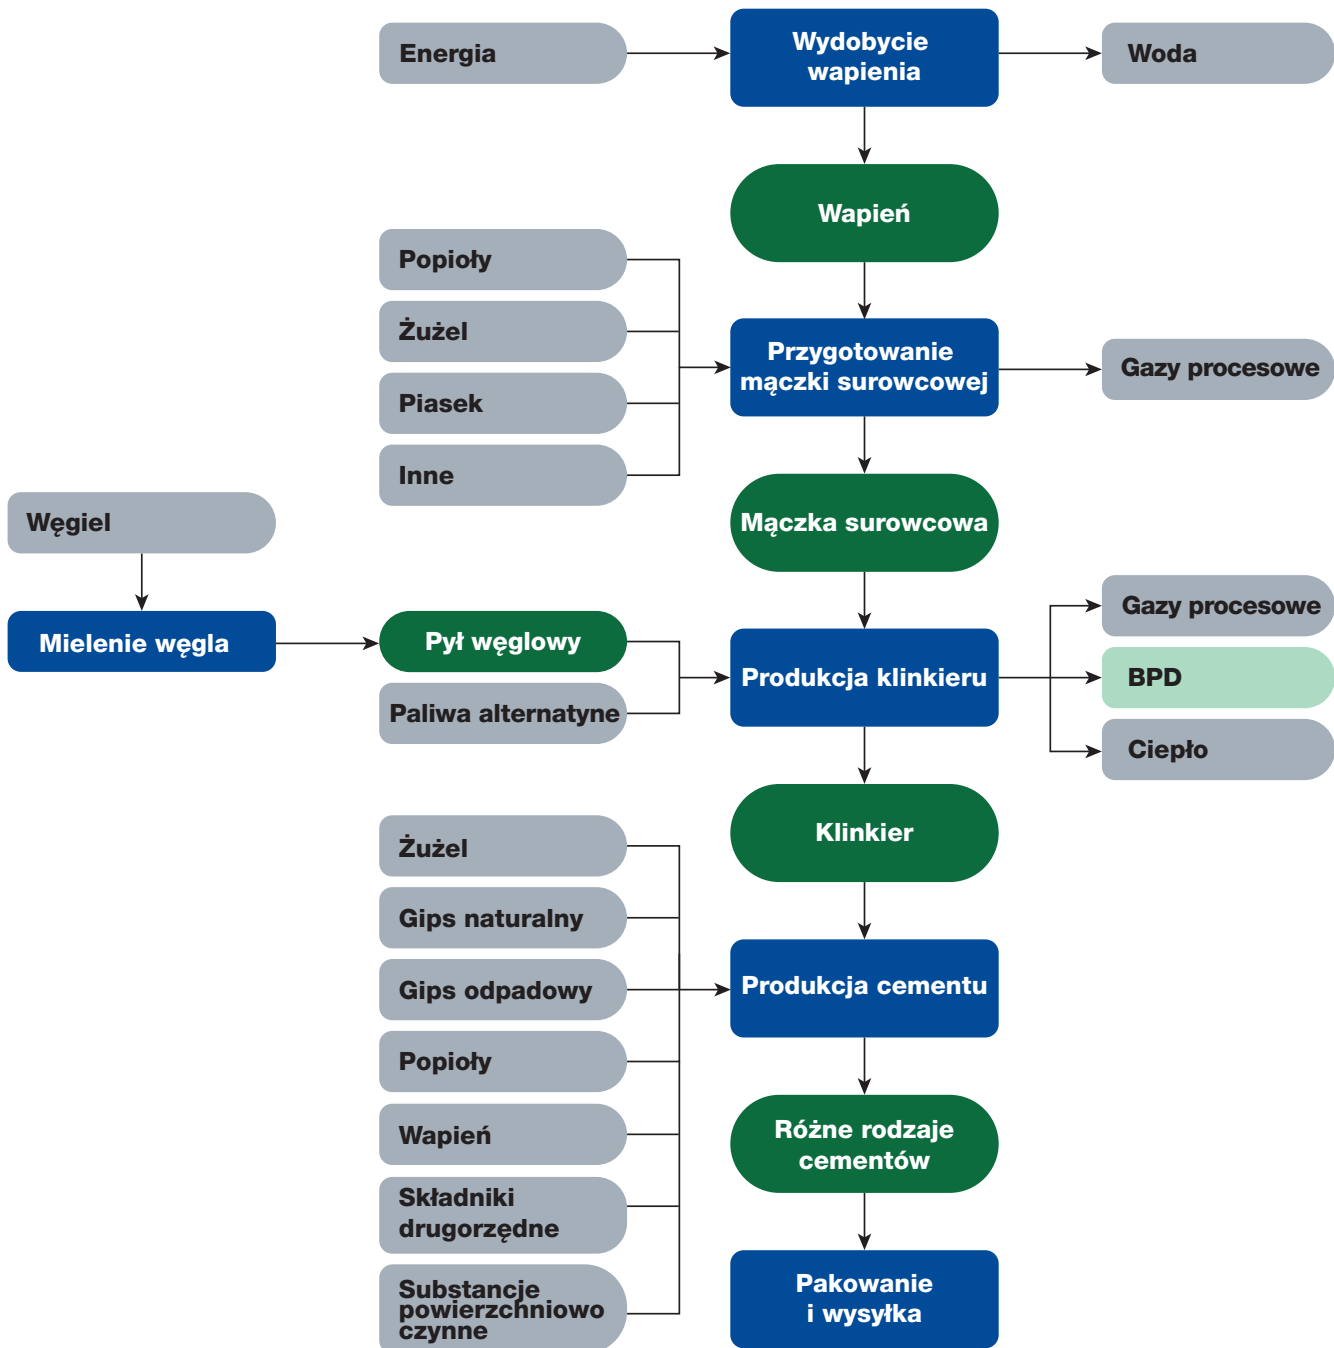 Energia
Wydobycie
wapienia
Woda
Wapień
Popioły
Żużel
Piasek
Inne
Przygotowanie
mączki surowcowej
Gazy procesowe
Węgiel
Mączka surowcowa
Mielenie węgla
Pył węglowy
Paliwa alternatyne
Produkcja klinkieru
Gazy procesowe
BPD
Ciepło
Klinkier
Żużel
Gips naturalny
Gips odpadowy
Popioły
Wapień
Składniki
drugorzędne
Substancje
powierzchniowo
czynne
Produkcja cementu
Różne rodzaje
cementów
Pakowanie
i wysyłka